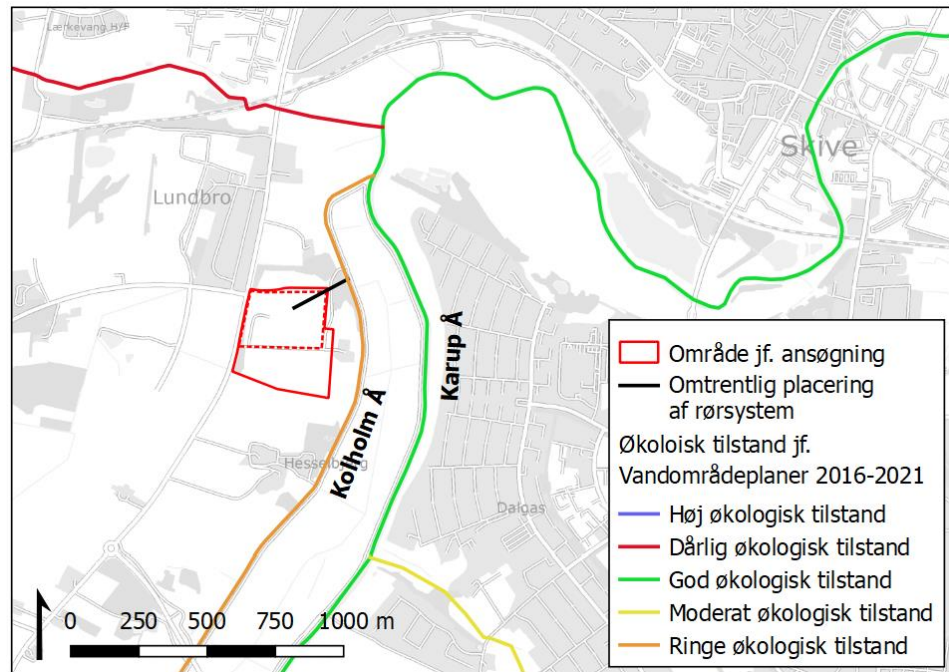 Lærkevang H/F
Skive
Lundbro
Karup Å
Kolholm Å
Hesselbjerg
Dalgas
Område jf. ansøgning
Omtrentlig placering
af rørsystem
Økoloisk tilstand jf.
Vandområdeplaner 2016-2021
Høj økologisk tilstand
Dårlig økologisk tilstand
God økologisk tilstand
Moderat økologisk tilstand
Ringe økologisk tilstand
0 250 500 750 1000 m